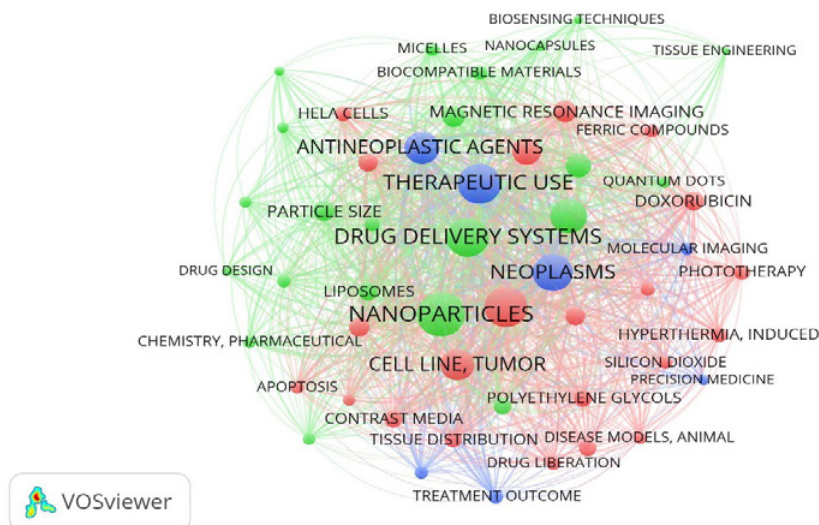 BIOSENSING TECHNIQUES
MICELLES
NANOCAPSULES
TISSUE ENGINEERING
BIOCOMPATIBLE MATERIALS
HELA CELLS
MAGNETIC RESONANCE IMAGING
FERRIC COMPOUNDS
ANTINEOPLASTIC AGENTS
THERAPEUTIC USE
QUANTUM DOTS
DOXORUBICIN
PARTICLE SIZE
DRUG DELIVERY SYSTEMS
MOLECULAR IMAGING
DRUG DESIGN
NEOPLASMS
PHOTOTHERAPY
LIPOSOMES
NANOPARTICLES
CHEMISTRY, PHARMACEUTICAL
HYPERTHERMIA, INDUCED
CELL LINE, TUMOR
SILICON DIOXIDE
PRECISION MEDICINE
APOPTOSIS
POLYETHYLENE GLYCOLS
CONTRAST MEDIA
TISSUE DISTRIBUTION
DISEASE MODELS, ANIMAL
DRUG LIBERATION
TREATMENT OUTCOME
VOSviewer